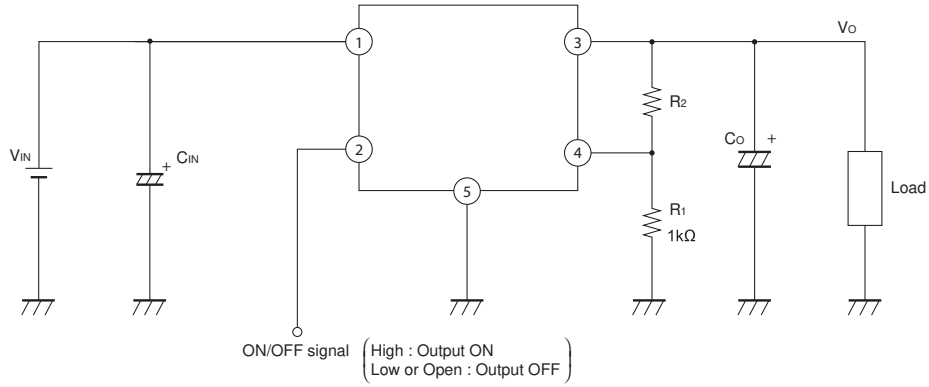 1
3
Vo
R2
2
4
VIN
CIN
+
Co
+
5
R1
1kΩ
Load
ON/OFF signal
High : Output ON
Low or Open : Output OFF